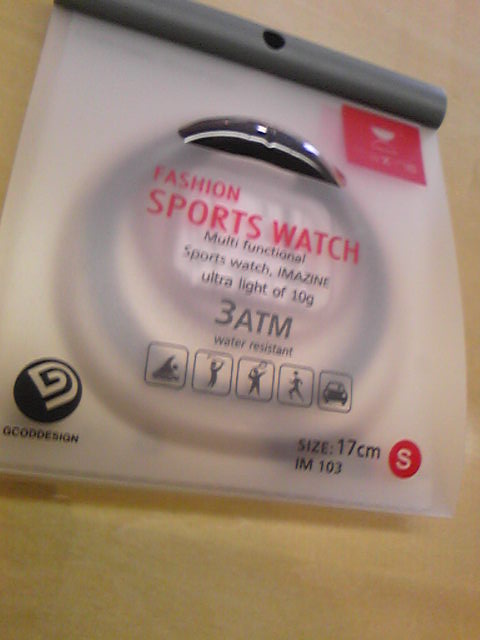 FASHION
SPORTS WATCH
Multi functional
Sports watch, IMAZINE
ultra light of 10g
3ATM
water resistant
GCODDESIGN
SIZE: 17cm S
IM 103